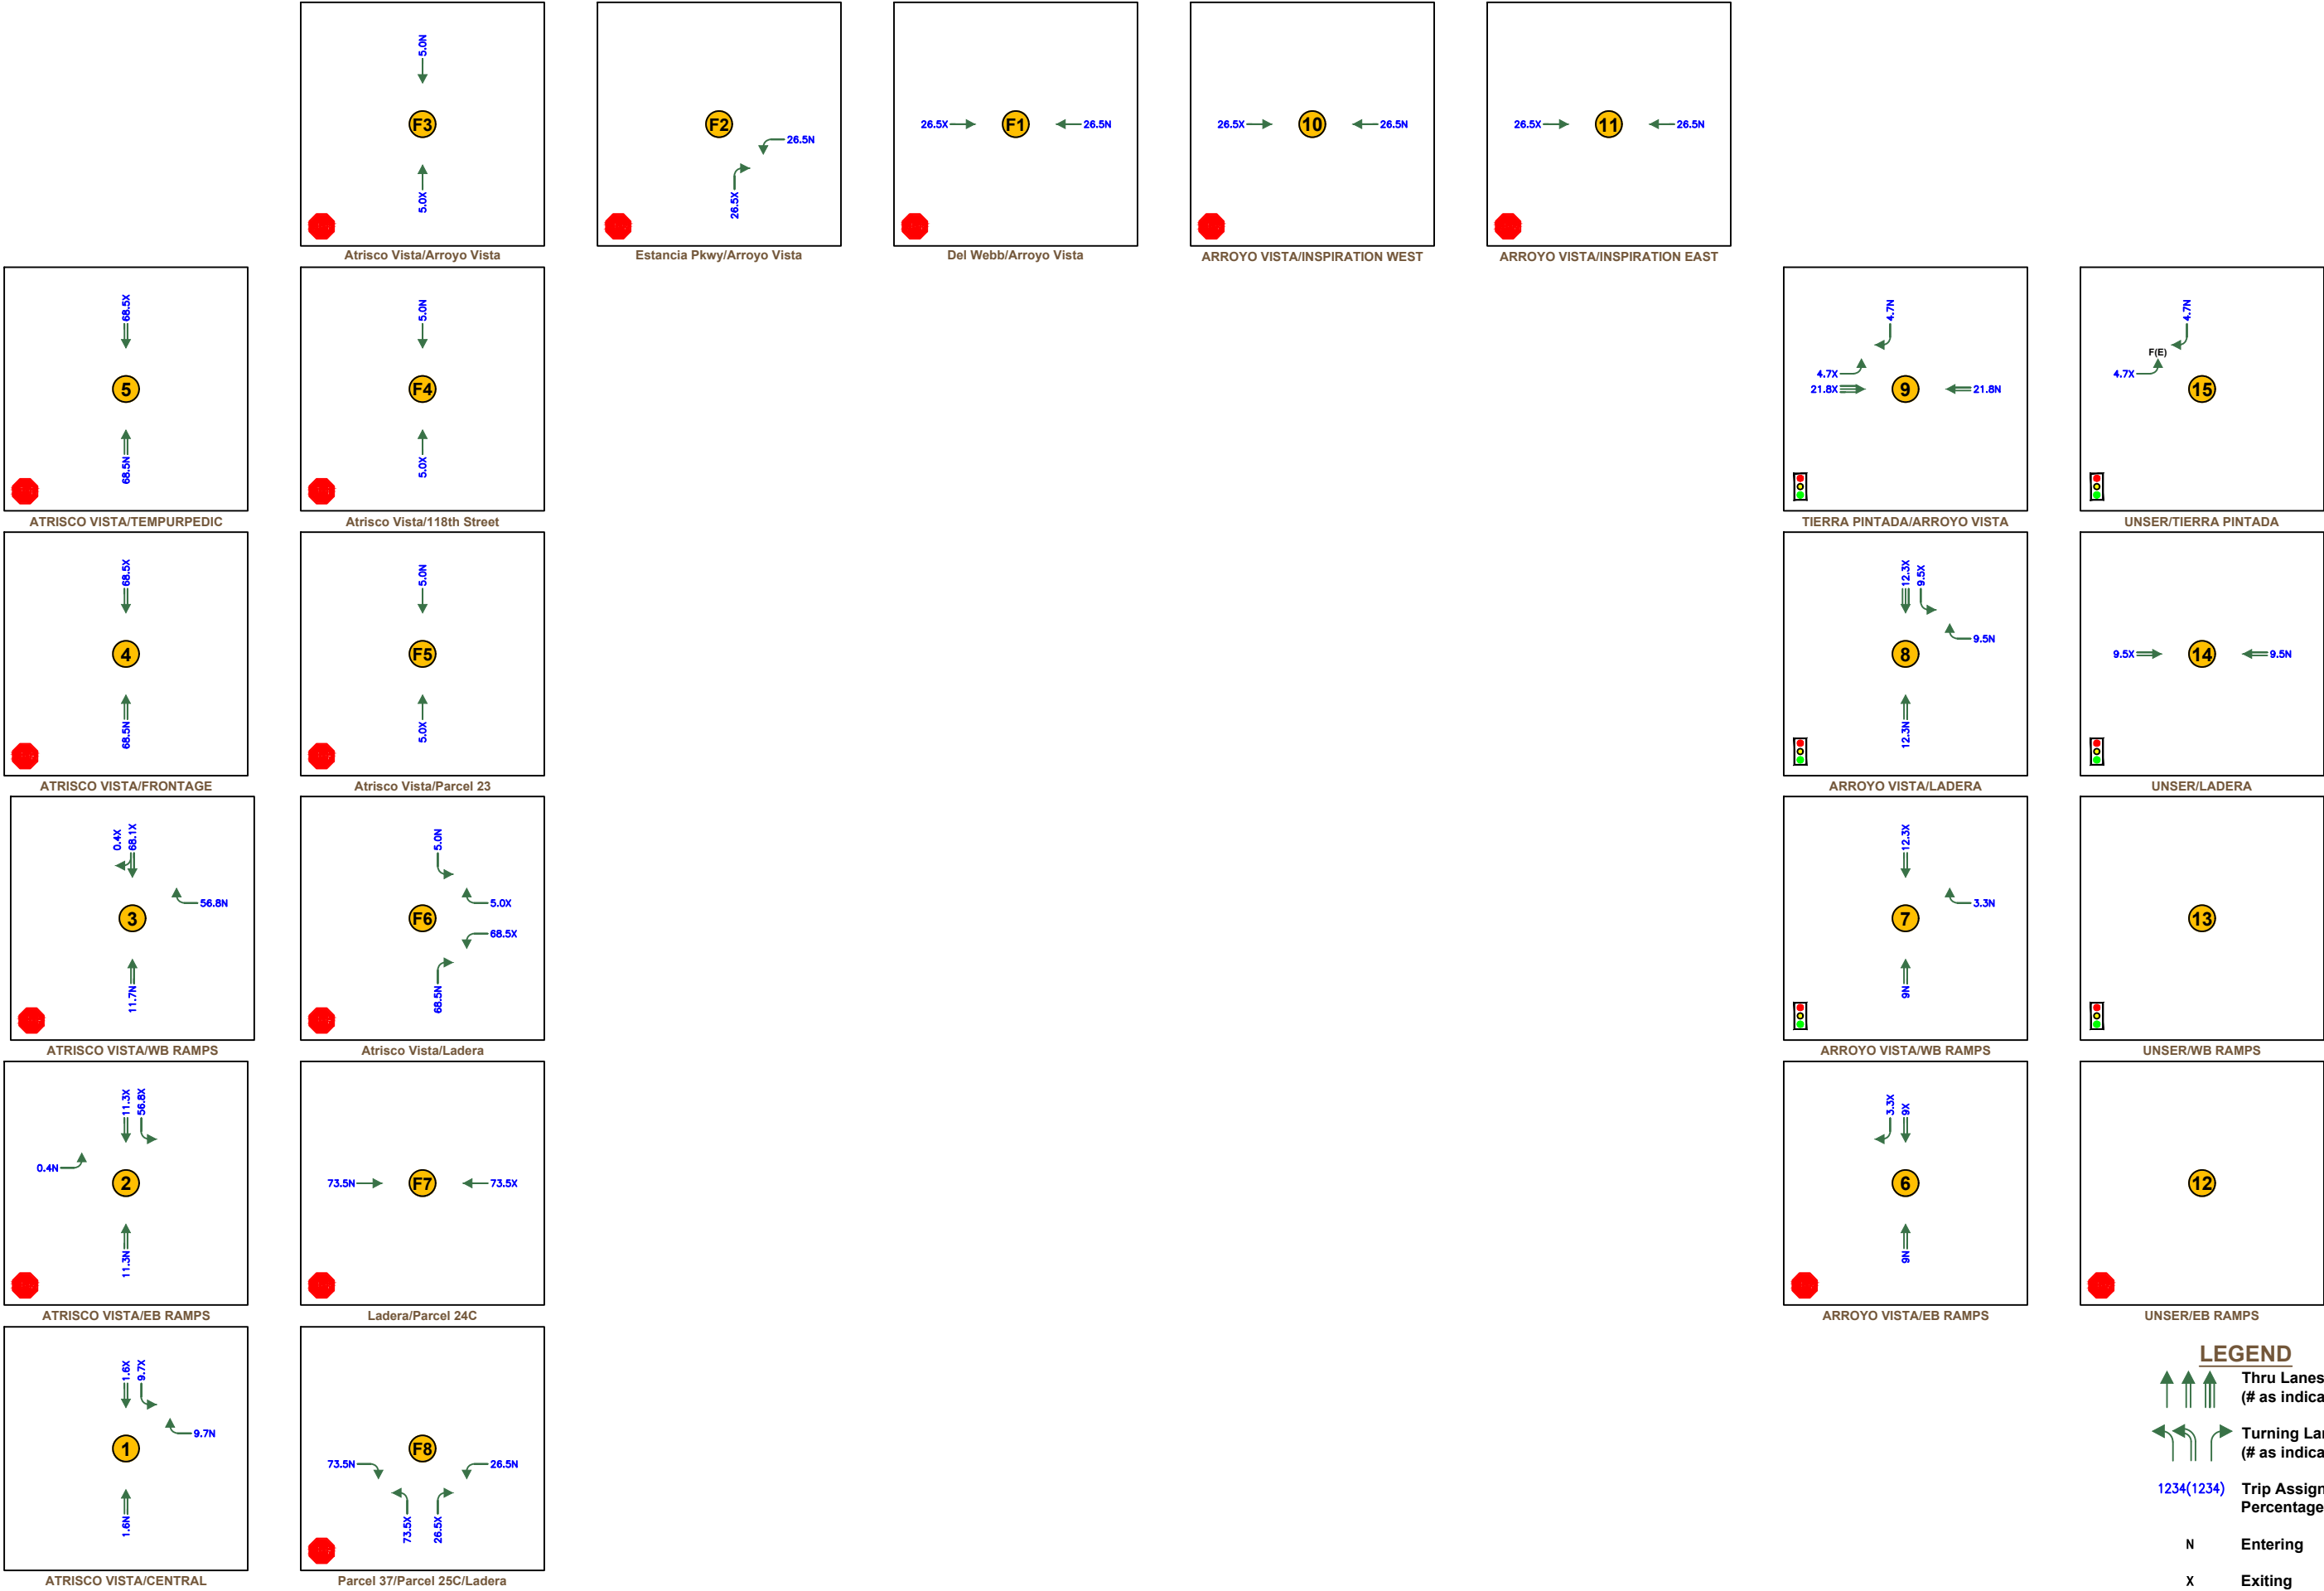 5.0N
F3
5.0X
Atrisco Vista/Arroyo Vista
F2
26.5N
26.5X
Estancia Pkwy/Arroyo Vista
26.5X
F1
26.5N
Del Webb/Arroyo Vista
26.5X
10
26.5N
ARROYO VISTA/INSPIRATION WEST
26.5X
11
26.5N
ARROYO VISTA/INSPIRATION EAST
68.5X
5
68.5N
ATRISCO VISTA/TEMPURPEDIC
5.0N
F4
5.0X
Atrisco Vista/118th Street
4.7N
4.7X
21.8X
9
21.8N
TIERRA PINTADA/ARROYO VISTA
4.7N
F(E)
4.7X
15
UNSER/TIERRA PINTADA
68.5X
4
68.5N
ATRISCO VISTA/FRONTAGE
5.0N
F5
5.0X
Atrisco Vista/Parcel 23
12.3X
9.5X
9.5N
8
12.3N
ARROYO VISTA/LADERA
9.5X
14
9.5N
UNSER/LADERA
0.4X
68.1X
56.8N
3
11.7N
ATRISCO VISTA/WB RAMPS
5.0N
5.0X
F6
68.5X
68.5N
Atrisco Vista/Ladera
12.3X
3.3N
7
9N
ARROYO VISTA/WB RAMPS
13
UNSER/WB RAMPS
11.3X
56.8X
0.4N
2
11.3N
ATRISCO VISTA/EB RAMPS
73.5N
F7
73.5X
Ladera/Parcel 24C
3.3X
9X
6
9N
ARROYO VISTA/EB RAMPS
12
UNSER/EB RAMPS
1.6X
9.7X
9.7N
1
1.6N
ATRISCO VISTA/CENTRAL
F8
73.5N
26.5N
73.5X
26.5X
Parcel 37/Parcel 25C/Ladera
LEGEND
Thru Lanes
(# as indica
Turning Lan
(# as indica
1234(1234)
Trip Assign
Percentage
N
Entering
X
Exiting